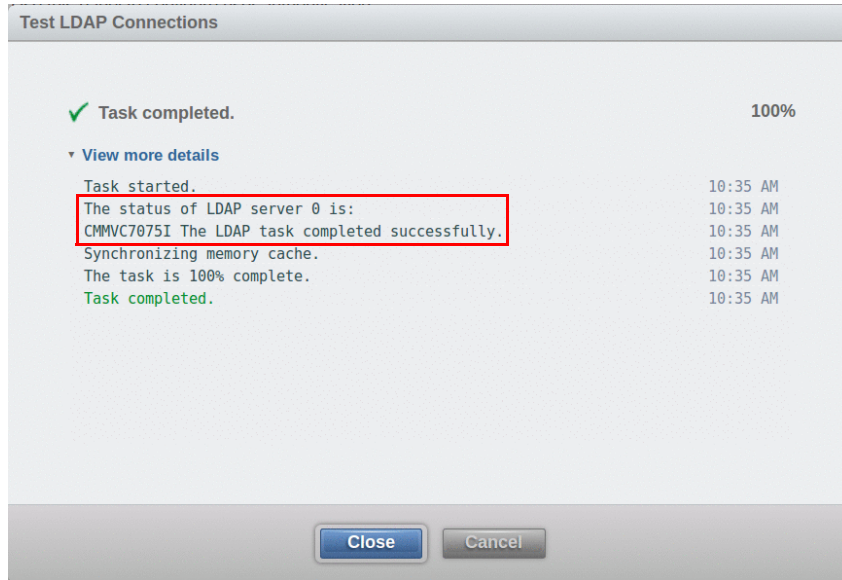 Test LDAP Connections
Task completed. 100%
View more details
Task started. 10:35 AM
The status of LDAP server 0 is: 10:35 AM
CMMVC7075I The LDAP task completed successfully. 10:35 AM
Synchronizing memory cache. 10:35 AM
The task is 100% complete. 10:35 AM
Task completed. 10:35 AM
Close Cancel